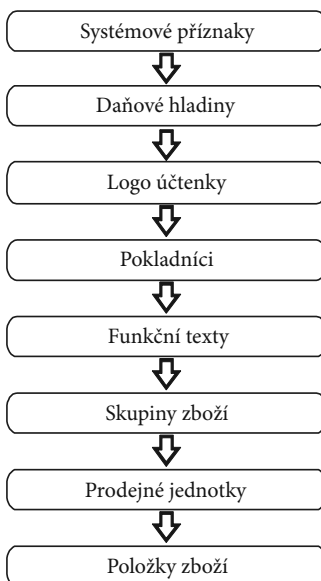 Systémové příznaky
Daňové hladiny
Logo účtenky
Pokladníci
Funkční texty
Skupiny zboží
Prodejné jednotky
Položky zboží